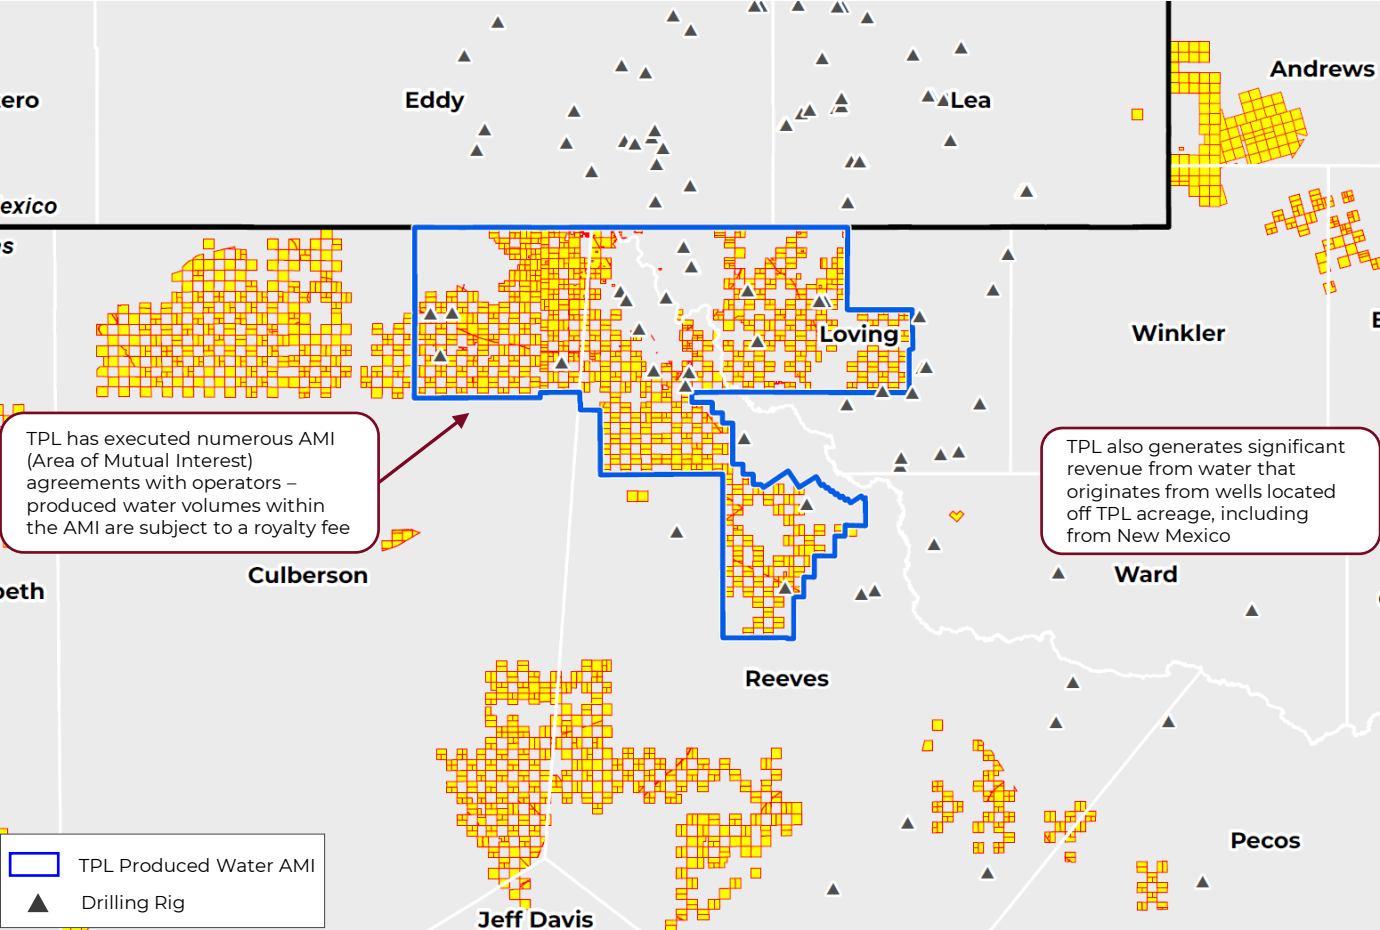 Andrews
ero
Eddy
Lea
exico
s
Loving
Winkler
E
TPL has executed numerous AMI
(Area of Mutual Interest)
agreements with operators –
produced water volumes within
the AMI are subject to a royalty fee
TPL also generates significant
revenue from water that
originates from wells located
off TPL acreage, including
from New Mexico
Culberson
Ward
beth
Reeves
Pecos
TPL Produced Water AMI
Drilling Rig
Jeff Davis